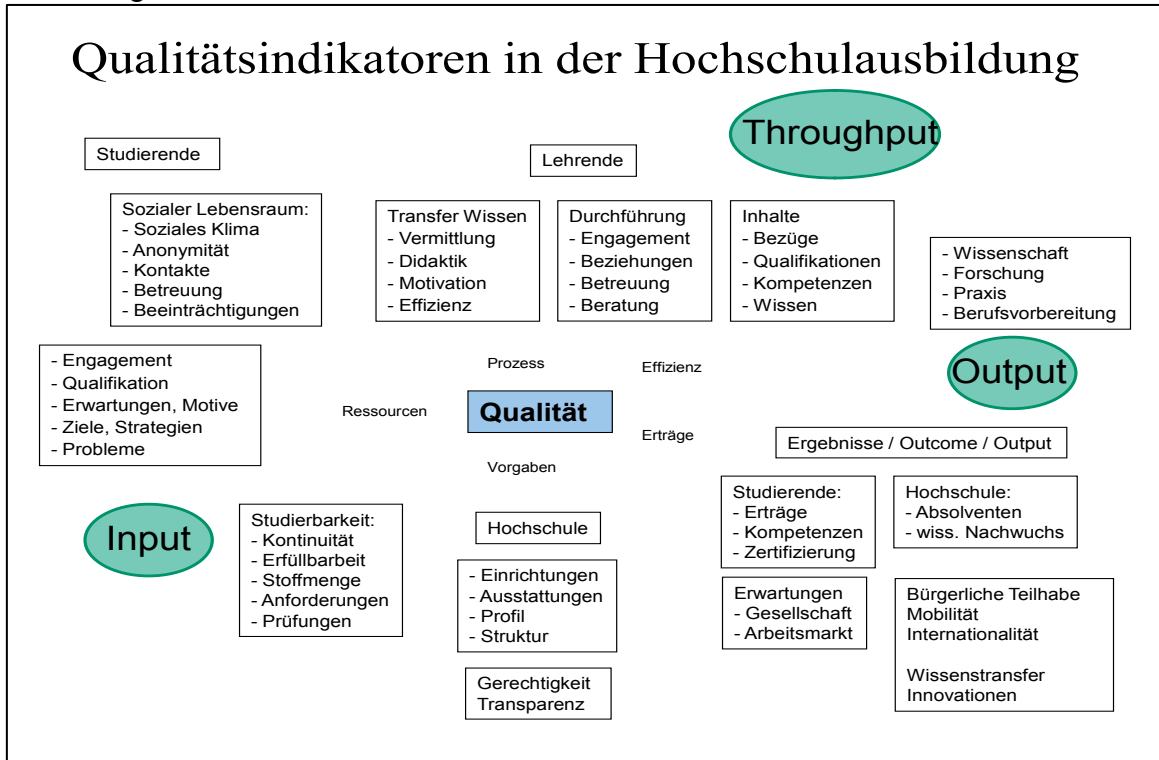 Qualitätsindikatoren in der Hochschulausbildung
Throughput
Studierende
Lehrende
Sozialer Lebensraum:
- Soziales Klima
- Anonymität
- Kontakte
- Betreuung
- Beeinträchtigungen
Transfer Wissen
- Vermittlung
- Didaktik
- Motivation
- Effizienz
Durchführung
- Engagement
- Beziehungen
- Betreuung
- Beratung
Inhalte
- Bezüge
- Qualifikationen
- Kompetenzen
- Wissen
- Wissenschaft
- Forschung
- Praxis
- Berufsvorbereitung
- Engagement
- Qualifikation
- Erwartungen, Motive
- Ziele, Strategien
- Probleme
Prozess
Effizienz
Output
Ressourcen
Qualität
Erträge
Vorgaben
Ergebnisse / Outcome / Output
Input
Studierbarkeit:
- Kontinuität
- Erfüllbarbeit
- Stoffmenge
- Anforderungen
- Prüfungen
Hochschule
- Einrichtungen
- Ausstattungen
- Profil
- Struktur
Gerechtigkeit
Transparenz
Studierende:
- Erträge
- Kompetenzen
- Zertifizierung
Hochschule:
- Absolventen
- wiss. Nachwuchs
Erwartungen
- Gesellschaft
- Arbeitsmarkt
Bürgerliche Teilhabe
Mobilität
Internationalität
Wissenstransfer
Innovationen